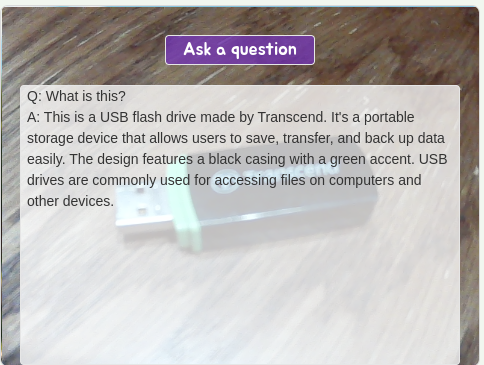 Ask a question
Q: What is this?
A: This is a USB flash drive made by Transcend. It's a portable
storage device that allows users to save, transfer, and back up data
easily. The design features a black casing with a green accent. USB
drives are commonly used for accessing files on computers and
other devices.